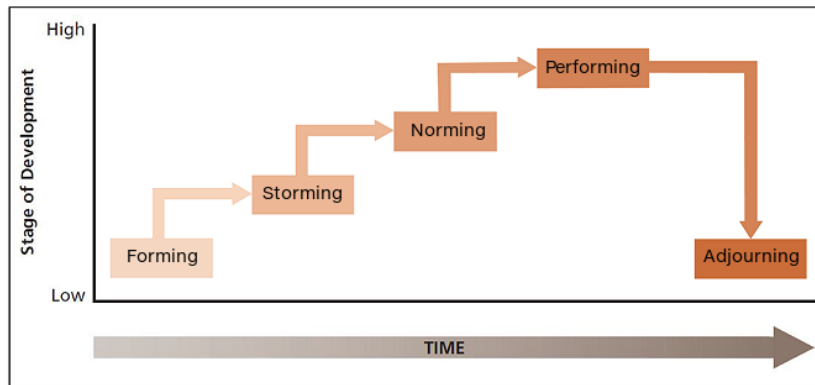 High
Stage of Development
Performing
Norming
Storming
Forming
Adjourning
Low
TIME